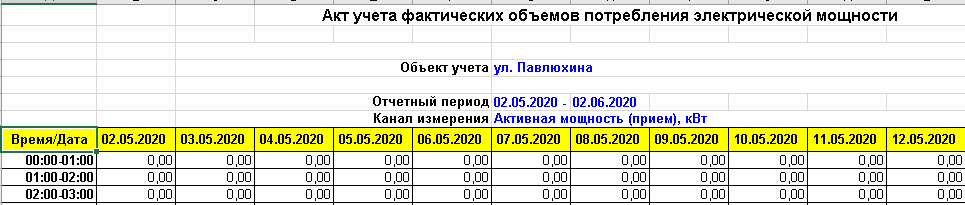 Акт учета фактических объемов потребления электрической мощности
Объект учета ул. Павлюхина
Отчетный период 02.05.2020 - 02.06.2020
Канал измерения Активная мощность (прием), кВт
Время/Дата 02.05.2020 03.05.2020 04.05.2020 05.05.2020 06.05.2020 07.05.2020 08.05.2020 09.05.2020 10.05.2020 11.05.2020 12.05.2020
00:00-01:00 0,00 0,00 0,00 0,00 0,00 0,00 0,00 0,00 0,00 0,00 0,00
01:00-02:00 0,00 0,00 0,00 0,00 0,00 0,00 0,00 0,00 0,00 0,00 0,00
02:00-03:00 0,00 0,00 0,00 0,00 0,00 0,00 0,00 0,00 0,00 0,00 0,00